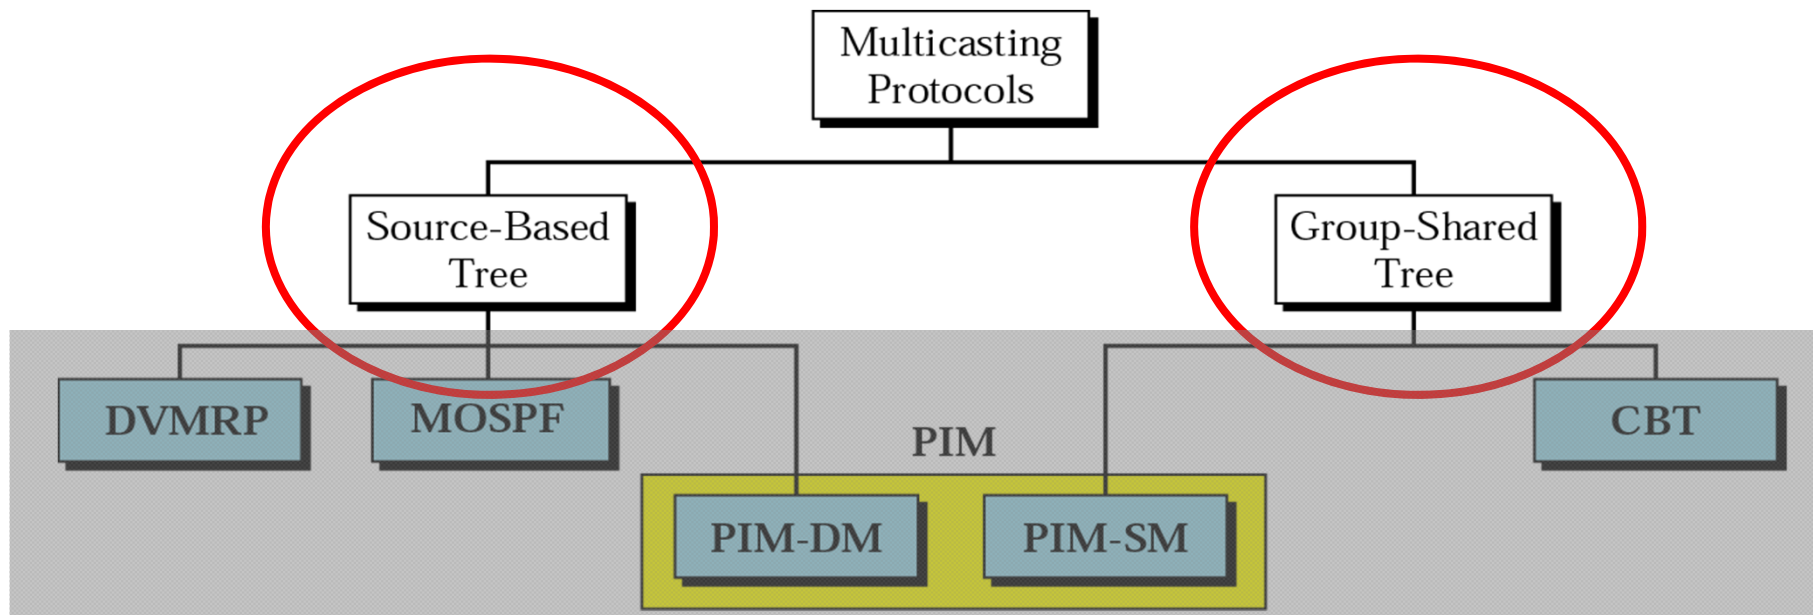 Multicasting
Protocols
Source-Based
Tree
Group-Shared
Tree
DVMRP
MOSPF
PIM
CBT
PIM-DM
PIM-SM